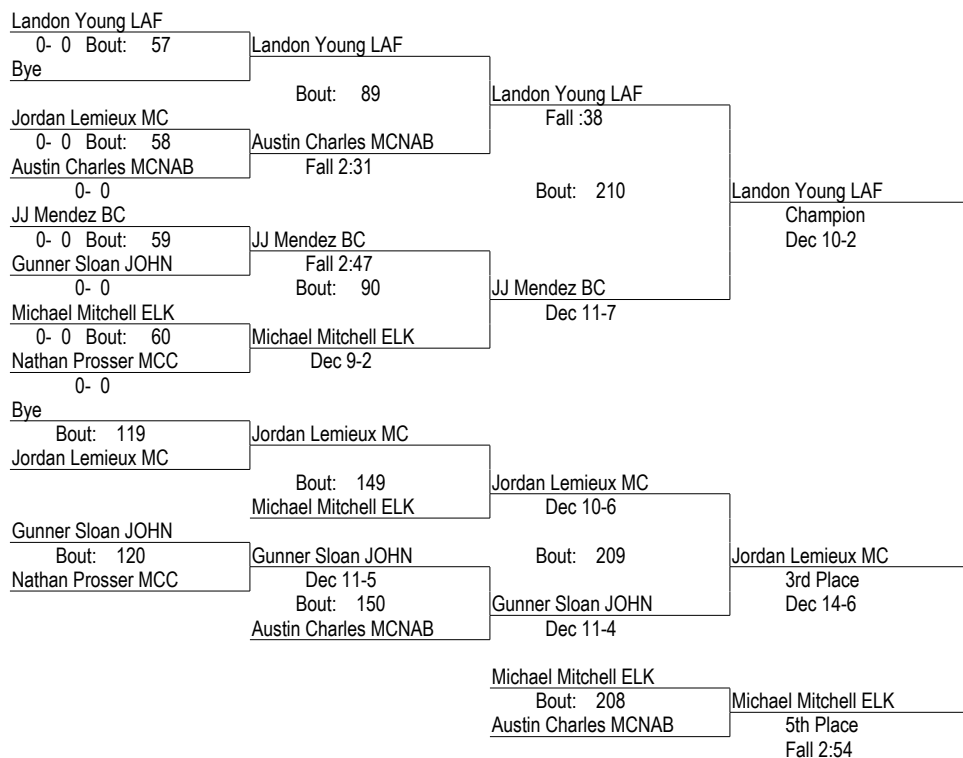 Landon Young LAF
0- 0 Bout: 57
Landon Young LAF
Bye
Bout: 89
Landon Young LAF
Jordan Lemieux MC
Fall :38
0- 0 Bout: 58
Austin Charles MCNAB
Austin Charles MCNAB
Fall 2:31
0- 0
Bout: 210
Landon Young LAF
JJ Mendez BC
Champion
0- 0 Bout: 59
JJ Mendez BC
Dec 10-2
Gunner Sloan JOHN
Fall 2:47
0- 0
Bout: 90
JJ Mendez BC
Michael Mitchell ELK
Dec 11-7
0- 0 Bout: 60
Michael Mitchell ELK
Nathan Prosser MCC
Dec 9-2
0- 0
Bye
Bout: 119
Jordan Lemieux MC
Jordan Lemieux MC
Bout: 149
Jordan Lemieux MC
Michael Mitchell ELK
Dec 10-6
Gunner Sloan JOHN
Bout: 120
Gunner Sloan JOHN
Bout: 209
Jordan Lemieux MC
Nathan Prosser MCC
Dec 11-5
3rd Place
Bout: 150
Gunner Sloan JOHN
Dec 14-6
Austin Charles MCNAB
Dec 11-4
Michael Mitchell ELK
Bout: 208
Michael Mitchell ELK
Austin Charles MCNAB
5th Place
Fall 2:54